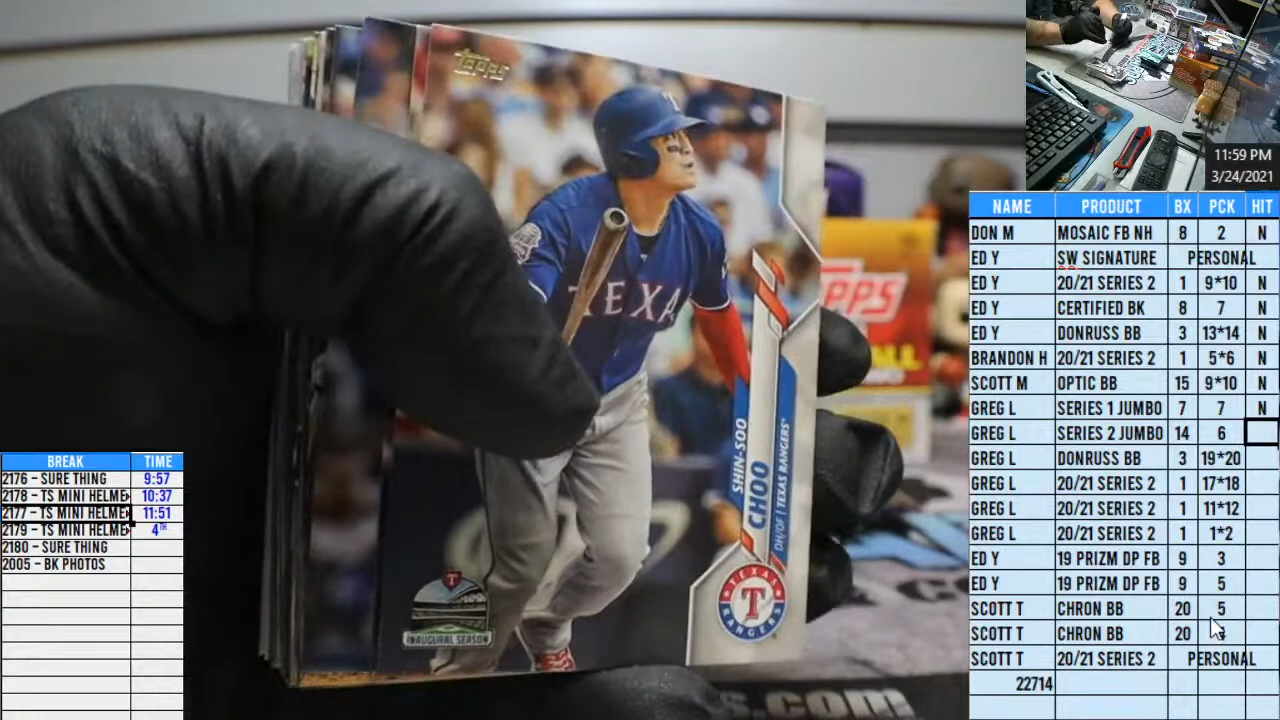 topps
TEXA
SHIN-SOO
CHOO
DH/OF | TEXAS RANGERS
TEXAS
T
RANGERS
T
INAUGURAL SEASON
s.com
11:59 PM
3/24/2021
NAME PRODUCT BX PCK HIT
DON M MOSAIC FB NH 8 2 N
ED Y SW SIGNATURE PERSONAL
ED Y 20/21 SERIES 2 1 9*10 N
ED Y CERTIFIED BK 8 7 N
ED Y DONRUSS BB 3 13*14 N
BRANDON H 20/21 SERIES 2 1 5*6 N
SCOTT M OPTIC BB 15 9*10 N
GREG L SERIES 1 JUMBO 7 7 N
GREG L SERIES 2 JUMBO 14 6
GREG L DONRUSS BB 3 19*20
GREG L 20/21 SERIES 2 1 17*18
GREG L 20/21 SERIES 2 1 11*12
GREG L 20/21 SERIES 2 1 1*2
ED Y 19 PRIZM DP FB 9 3
ED Y 19 PRIZM DP FB 9 5
SCOTT T CHRON BB 20 5
SCOTT T CHRON BB 20
SCOTT T 20/21 SERIES 2 PERSONAL
22714
BREAK TIME
2176 – SURE THING 9:57
2178 – TS MINI HELME 10:37
2177 – TS MINI HELME 11:51
2179 – TS MINI HELME 4TH
2180 – SURE THING
2005 – BK PHOTOS